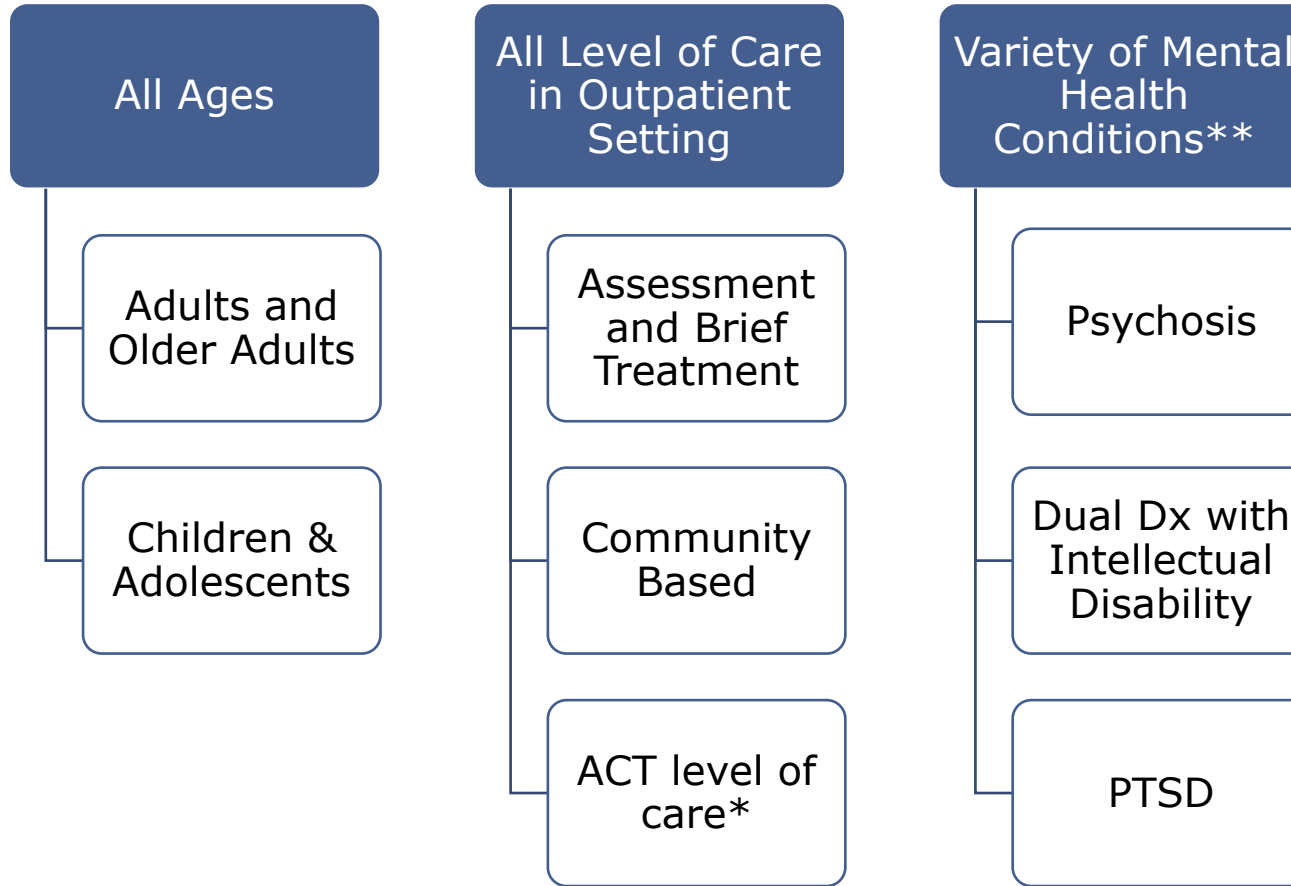 All Ages
Adults and
Older Adults
Children &
Adolescents
All Level of Care
in Outpatient
Setting
Assessment
and Brief
Treatment
Community
Based
ACT level of
care*
Variety of Mental
Health
Conditions**
Psychosis
Dual Dx with
Intellectual
Disability
PTSD